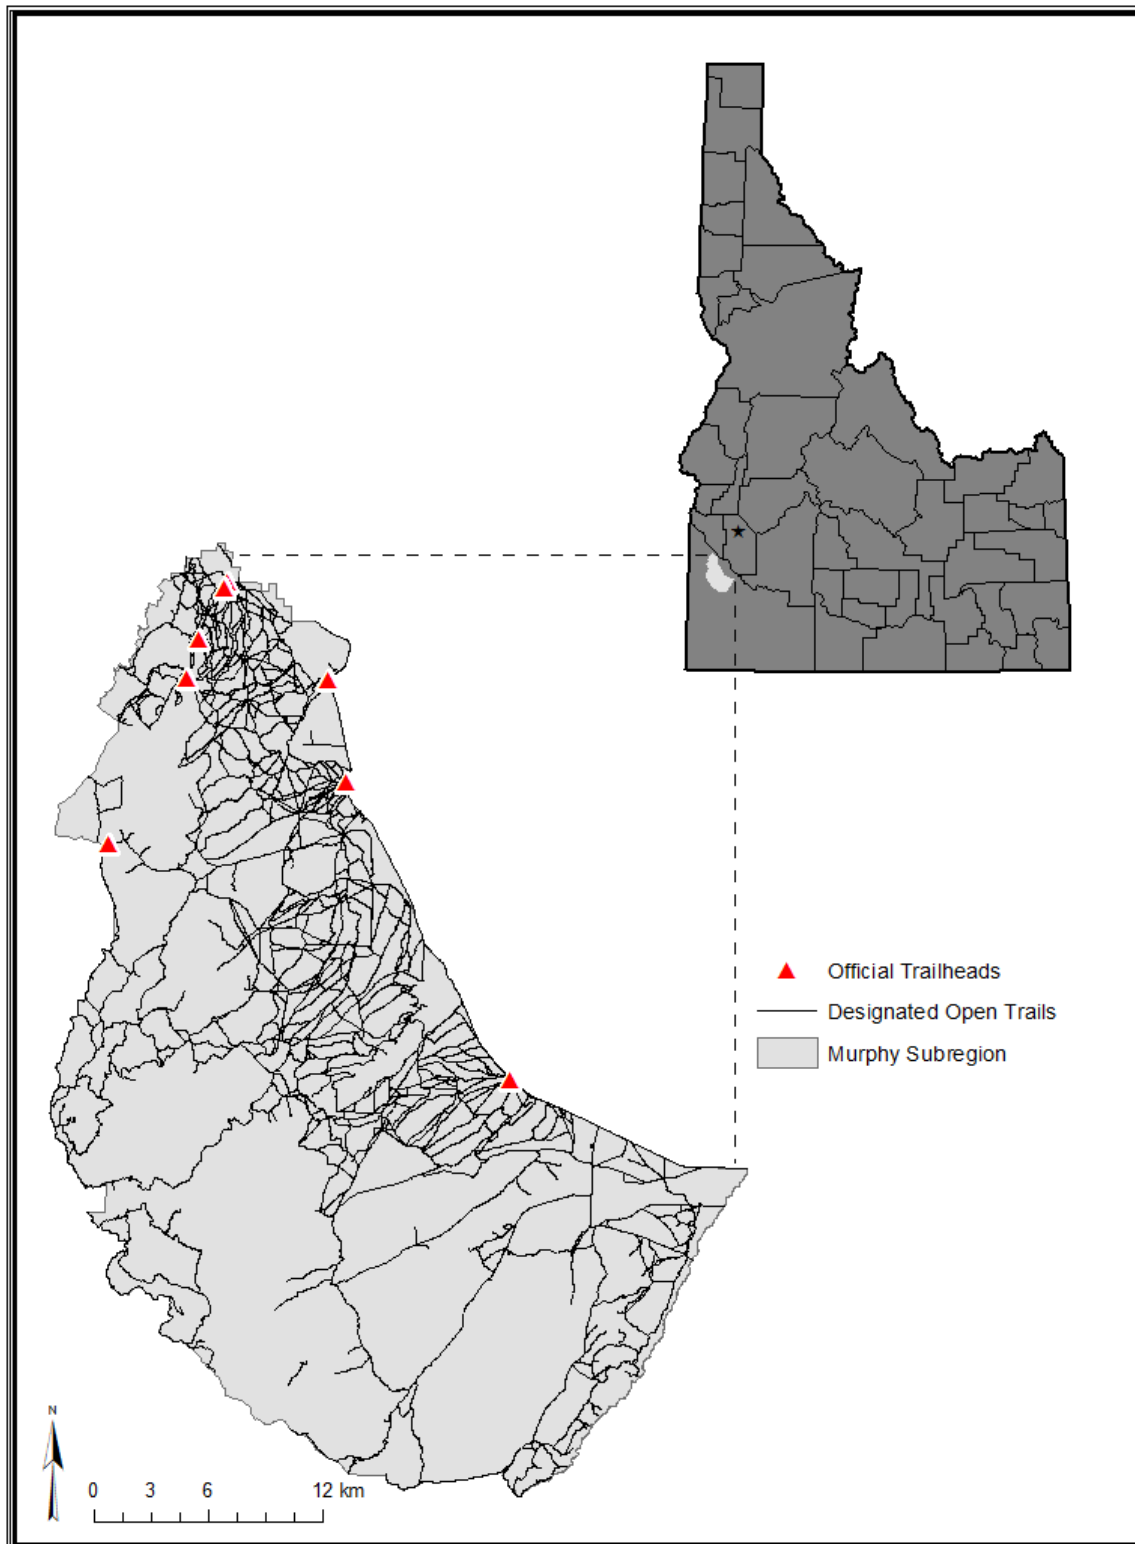 Official Trailheads
Designated Open Trails
Murphy Subregion
N
0 3 6 12 km